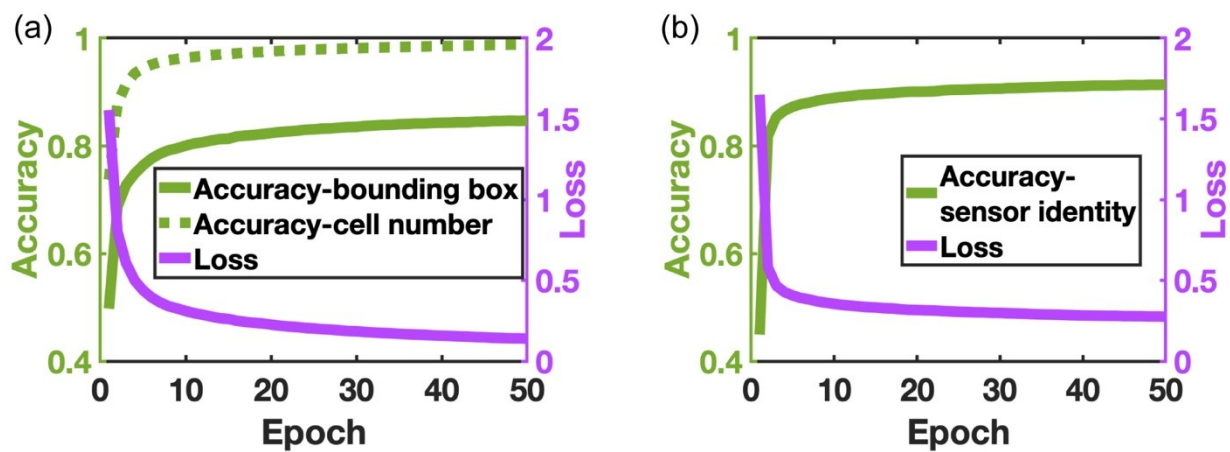 (a)
Accuracy
1
0.8
0.6
0.4
2
1.5
1
0.5
0
Loss
Accuracy-bounding box
Accuracy-cell number
Loss
0 10 20 30 40 50
Epoch
(b)
Accuracy
1
0.8
0.6
0.4
2
1.5
1
0.5
0
Loss
Accuracy-
sensor identity
Loss
0 10 20 30 40 50
Epoch